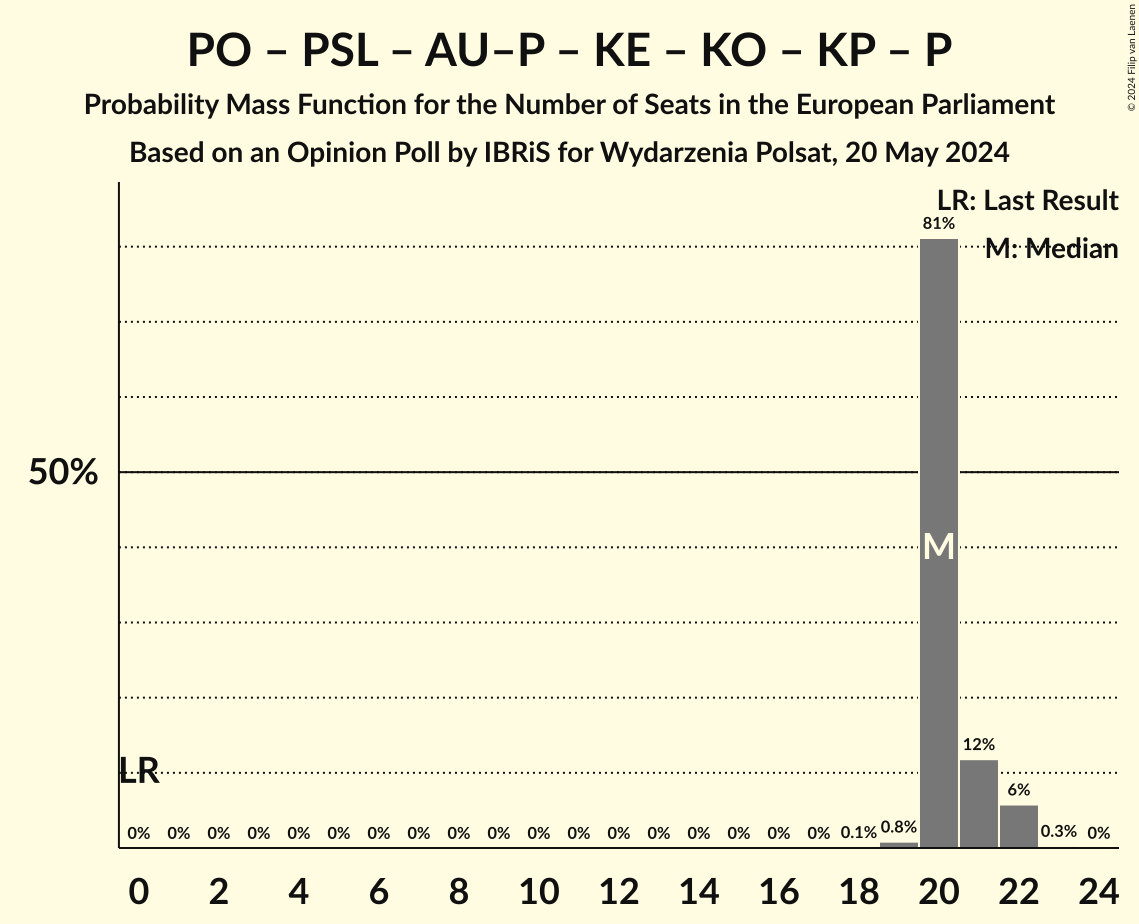 PO – PSL – AU–P – KE – KO – KP – P
Probability Mass Function for the Number of Seats in the European Parliament
Based on an Opinion Poll by IBRiS for Wydarzenia Polsat, 20 May 2024
© 2024 Filip van Laenen
LR: Last Result
M: Median
81%
50%
M
LR
12%
6%
0% 0% 0% 0% 0% 0% 0% 0% 0% 0% 0% 0% 0% 0% 0% 0% 0% 0% 0.1% 0.8% 0.3% 0%
0 2 4 6 8 10 12 14 16 18 20 22 24